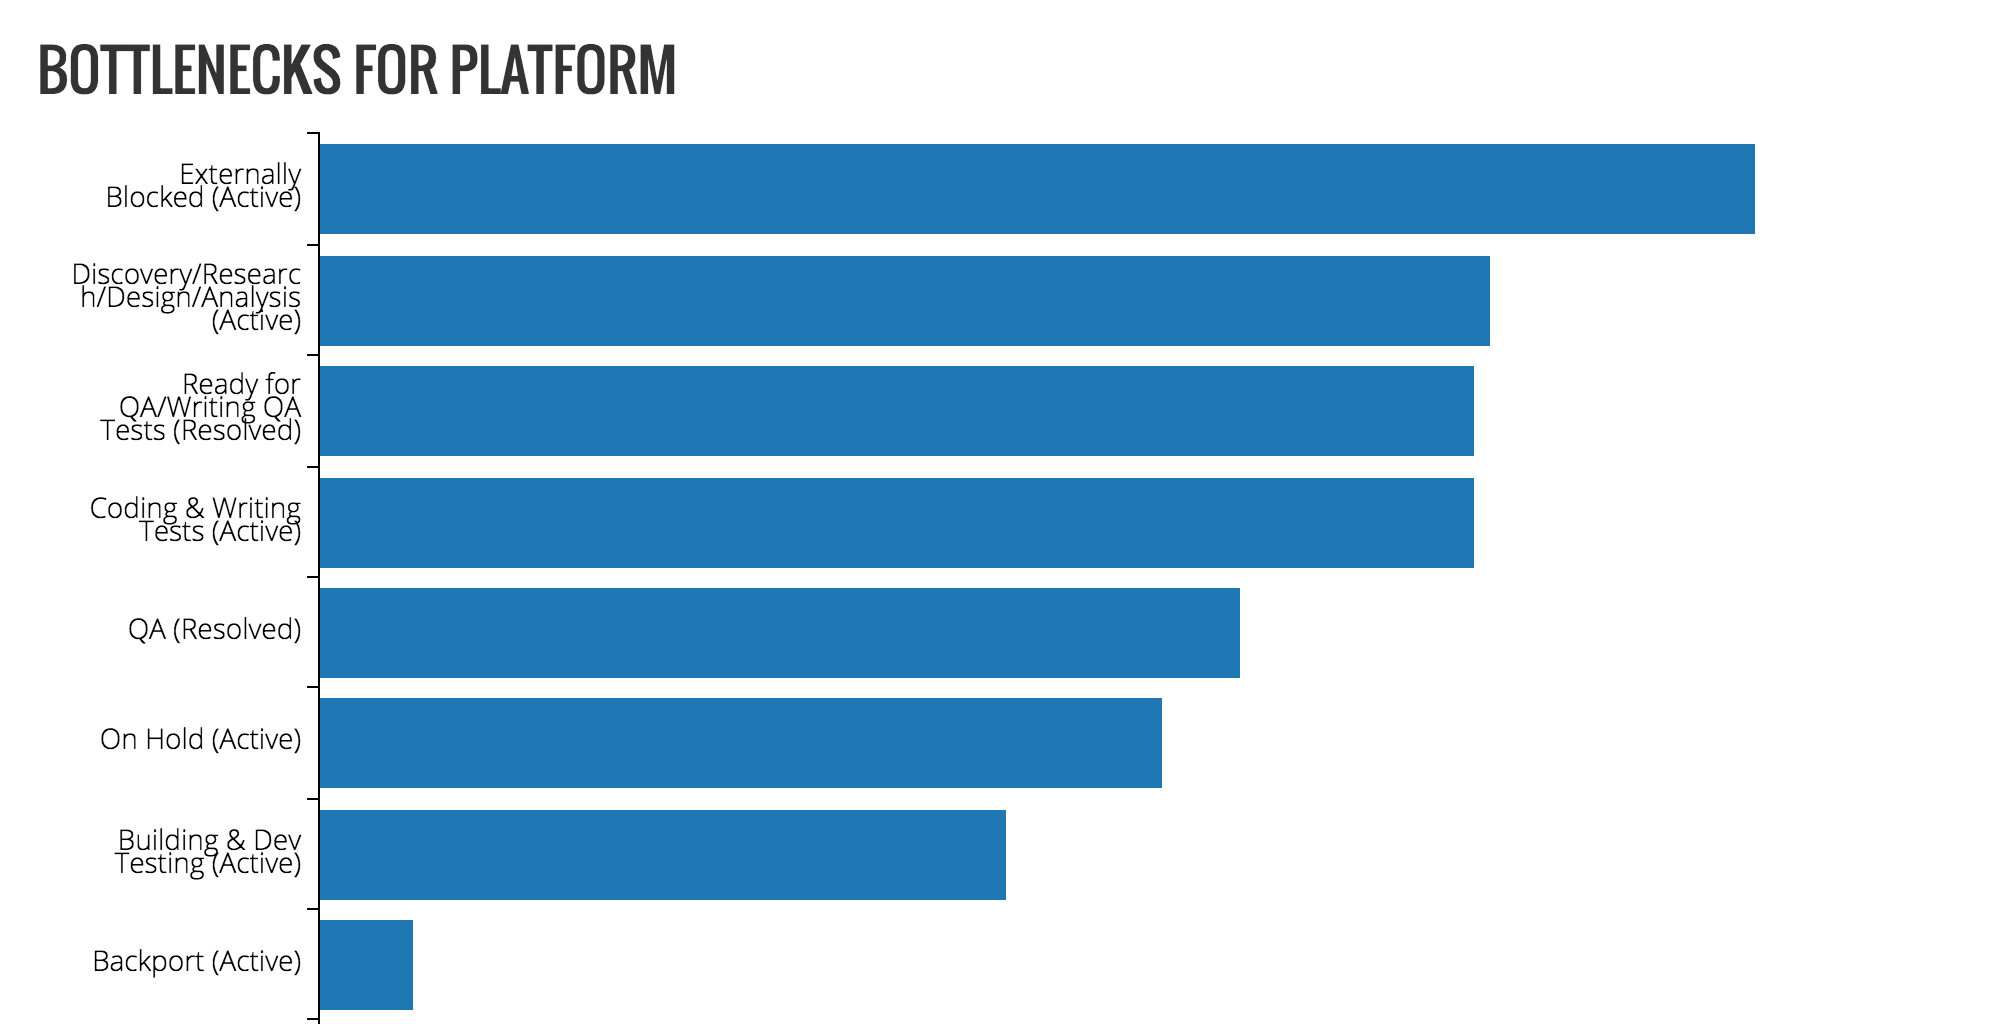 BOTTLENECKS FOR PLATFORM
Externally
Blocked (Active)
Discovery/Researc
h/Design/Analysis
(Active)
Ready for
QA/Writing QA
Tests (Resolved)
Coding & Writing
Tests (Active)
QA (Resolved)
On Hold (Active)
Building & Dev
Testing (Active)
Backport (Active)